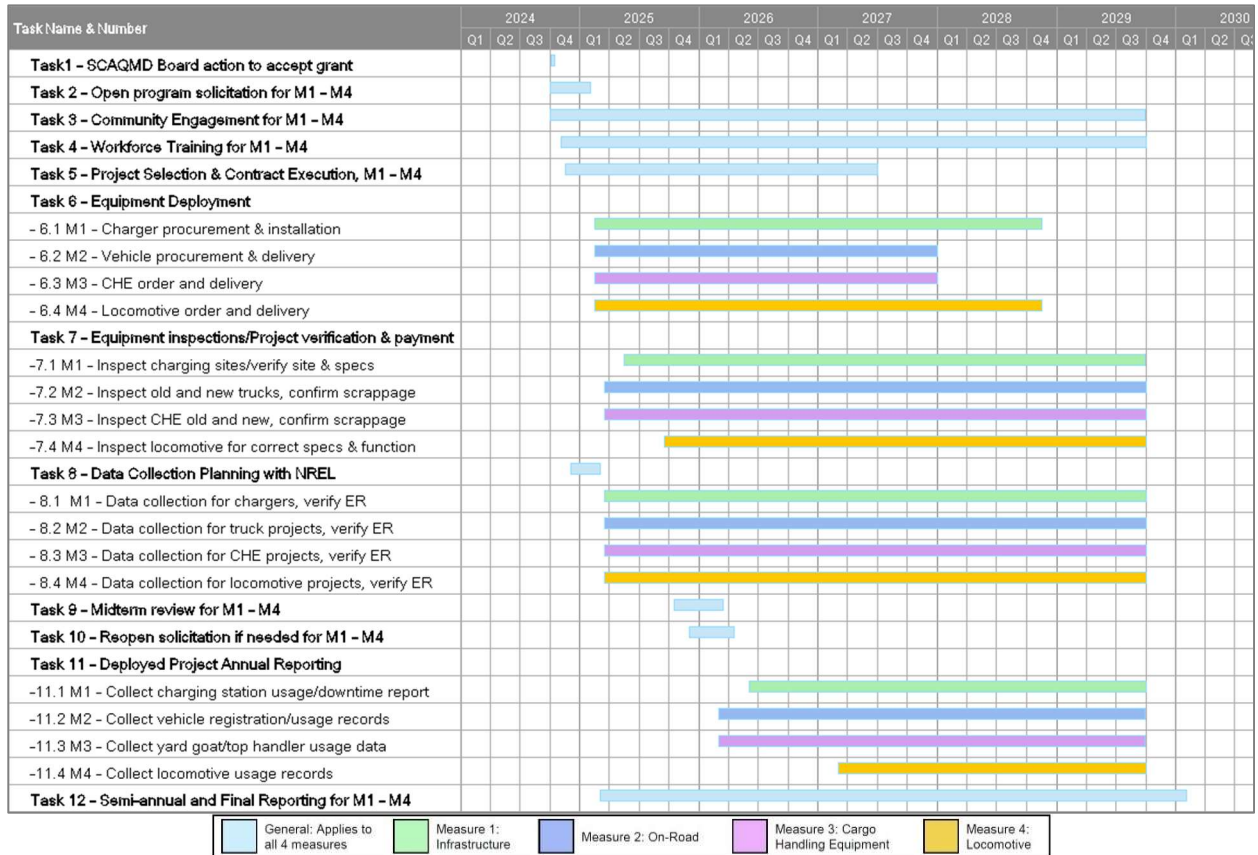 Task Name & Number
2024 2025 2026 2027 2028 2029 2030
Q1 Q2 Q3 Q4 Q1 Q2 Q3 Q4 Q1 Q2 Q3 Q4 Q1 Q2 Q3 Q4 Q1 Q2 Q3 Q4 Q1 Q2 Q3 Q4 Q1 Q2
Task1 - SCAQMD Board action to accept grant
Task 2 - Open program solicitation for M1 - M4
Task 3 - Community Engagement for M1 - M4
Task 4 - Workforce Training for M1 - M4
Task 5 - Project Selection & Contract Execution, M1 - M4
Task 6 - Equipment Deployment
- 6.1 M1 - Charger procurement & installation
- 6.2 M2 - Vehicle procurement & delivery
- 6.3 M3 - CHE order and delivery
- 6.4 M4 - Locomotive order and delivery
Task 7 - Equipment inspections/Project verification & payment
-7.1 M1 - Inspect charging sites/verify site & specs
-7.2 M2 - Inspect old and new trucks, confirm scrappage
-7.3 M3 - Inspect CHE old and new, confirm scrappage
-7.4 M4 - Inspect locomotive for correct specs & function
Task 8 - Data Collection Planning with NREL
- 8.1 M1 - Data collection for chargers, verify ER
- 8.2 M2 - Data collection for truck projects, verify ER
- 8.3 M3 - Data collection for CHE projects, verify ER
- 8.4 M4 - Data collection for locomotive projects, verify ER
Task 9 - Midterm review for M1 - M4
Task 10 - Reopen solicitation if needed for M1 - M4
Task 11 - Deployed Project Annual Reporting
-11.1 M1 - Collect charging station usage/downtime report
-11.2 M2 - Collect vehicle registration/usage records
-11.3 M3 - Collect yard goat/top handler usage data
-11.4 M4 - Collect locomotive usage records
Task 12 - Semi-annual and Final Reporting for M1 - M4
General: Applies to
all 4 measures
Measure 1:
Infrastructure
Measure 2: On-Road
Measure 3: Cargo
Handling Equipment
Measure 4:
Locomotive